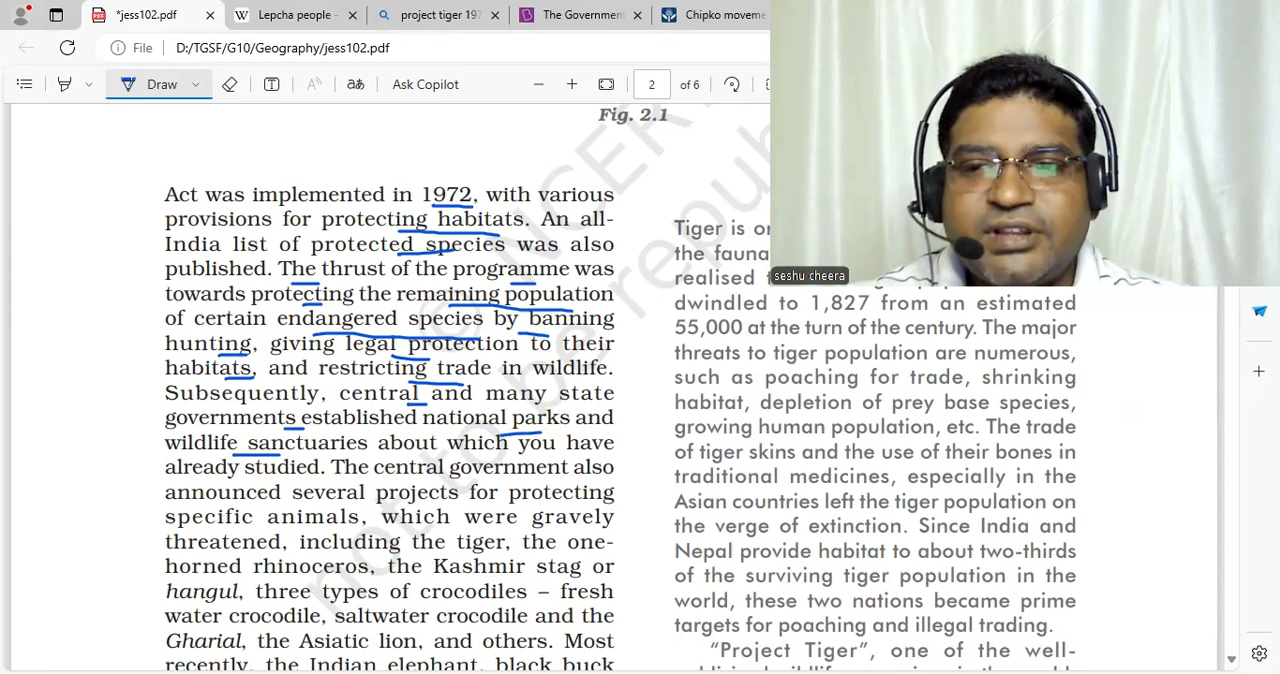 *jess102.pdf
Lepcha people -
project tiger 197
The Governmen
Chipko moveme
File
D:/TGSF/G10/Geography/jess102.pdf
Draw
aあ
Ask Copilot
2
of 6
Fig. 2.1
Act was implemented in 1972, with various
provisions for protecting habitats. An all-
India list of protected species was also
published. The thrust of the programme was
towards protecting the remaining population
of certain endangered species by banning
hunting, giving legal protection to their
habitats, and restricting trade in wildlife.
Subsequently, central and many state
governments established national parks and
wildlife sanctuaries about which you have
already studied. The central government also
announced several projects for protecting
specific animals, which were gravely
threatened, including the tiger, the one-
horned rhinoceros, the Kashmir stag or
hangul, three types of crocodiles – fresh
water crocodile, saltwater crocodile and the
Gharial, the Asiatic lion, and others. Most
recently, the Indian elephant, black buck
Tiger is
the fauna
realised
dwindled to 1,827 from an estimated
55,000 at the turn of the century. The major
threats to tiger population are numerous,
such as poaching for trade, shrinking
habitat, depletion of prey base species,
growing human population, etc. The trade
of tiger skins and the use of their bones in
traditional medicines, especially in the
Asian countries left the tiger population on
the verge of extinction. Since India and
Nepal provide habitat to about two-thirds
of the surviving tiger population in the
world, these two nations became prime
targets for poaching and illegal trading.
"Project Tiger", one of the well-
seshu cheera
not to be republished